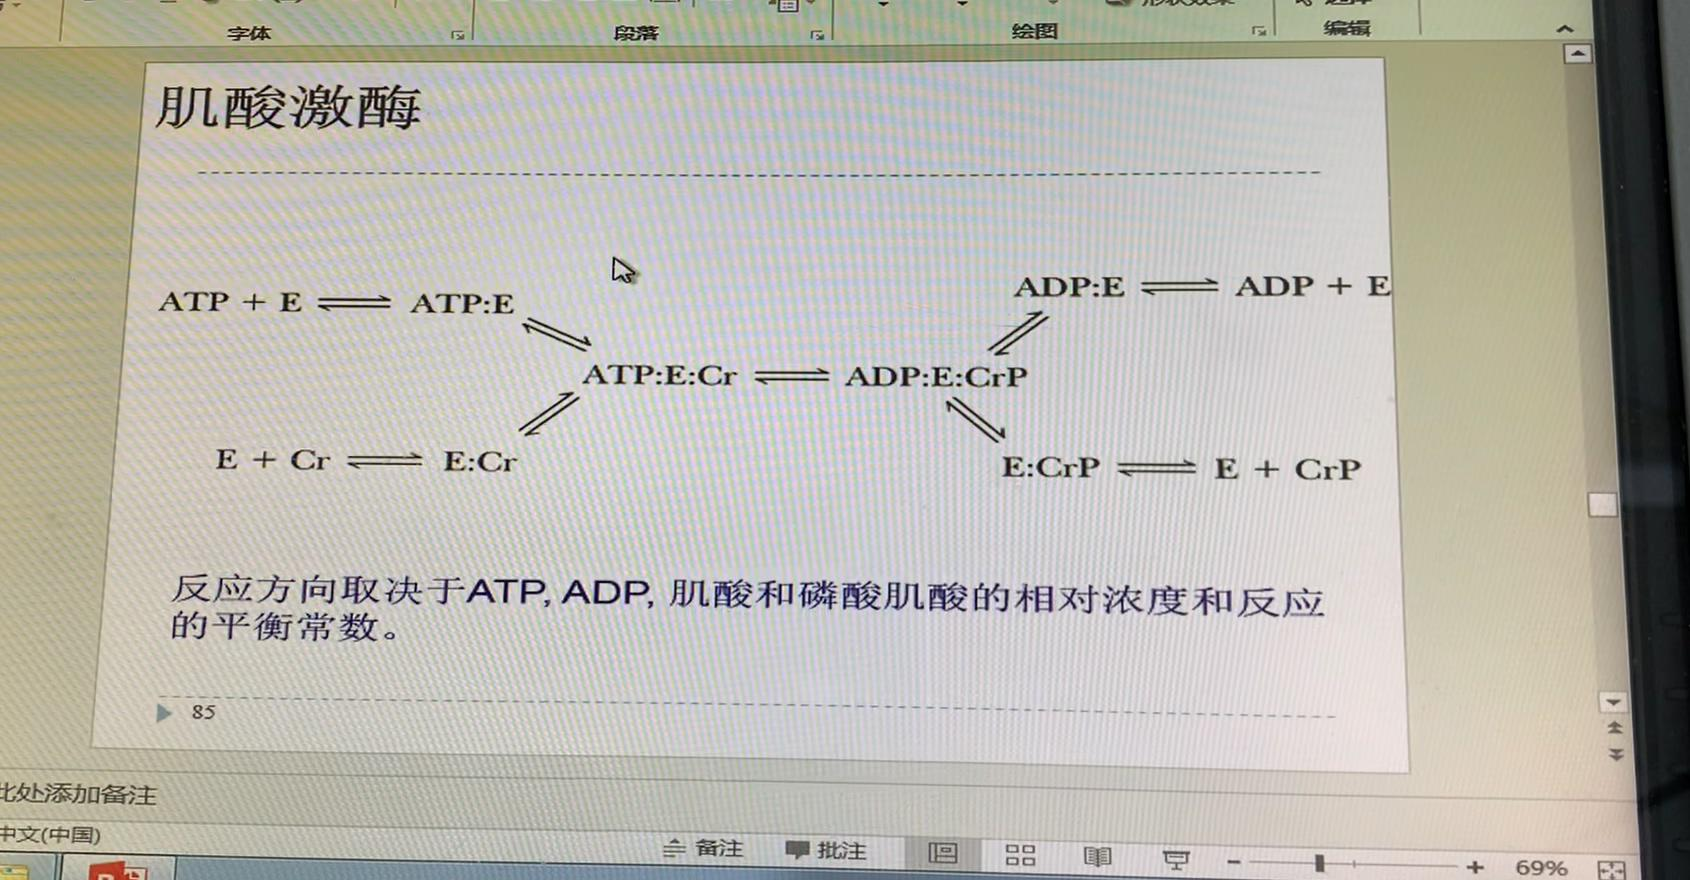 字体
段落
绘图
编辑
肌酸激酶
ATP + E ⇌ ATP:E
ADP:E ⇌ ADP + E
ATP:E:Cr ⇌ ADP:E:CrP
E + Cr ⇌ E:Cr
E:CrP ⇌ E + CrP
反应方向取决于ATP, ADP, 肌酸和磷酸肌酸的相对浓度和反应
的平衡常数。
85
此处添加备注
中文(中国)
备注
批注
69%